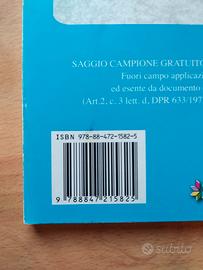 SAGGIO CAMPIONE GRATUITO
Fuori campo applicazi
ed esente da documento
(Art.2, c. 3 lett. d, DPR 633/197
ISBN 978-88-472-1582-5
9 788847 215825
subito